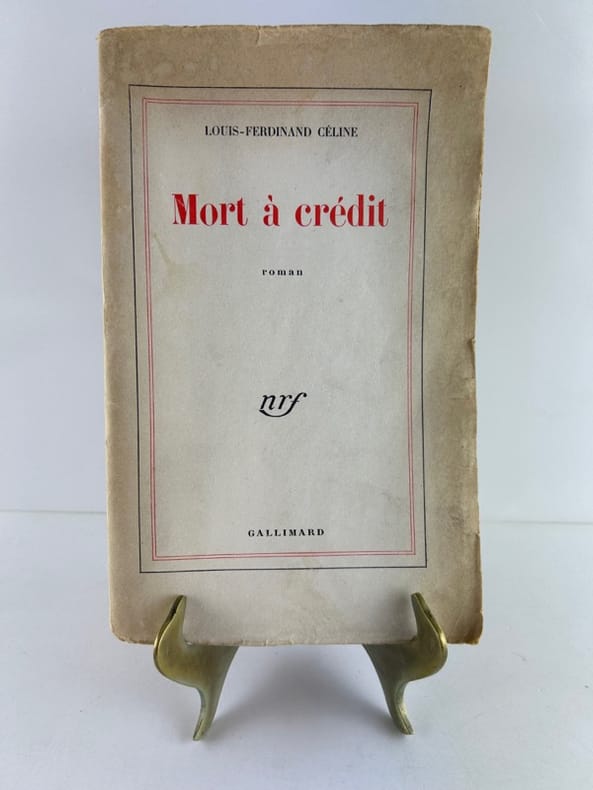 LOUIS-FERDINAND CÉLINE
Mort à crédit
roman
nrf
GALLIMARD